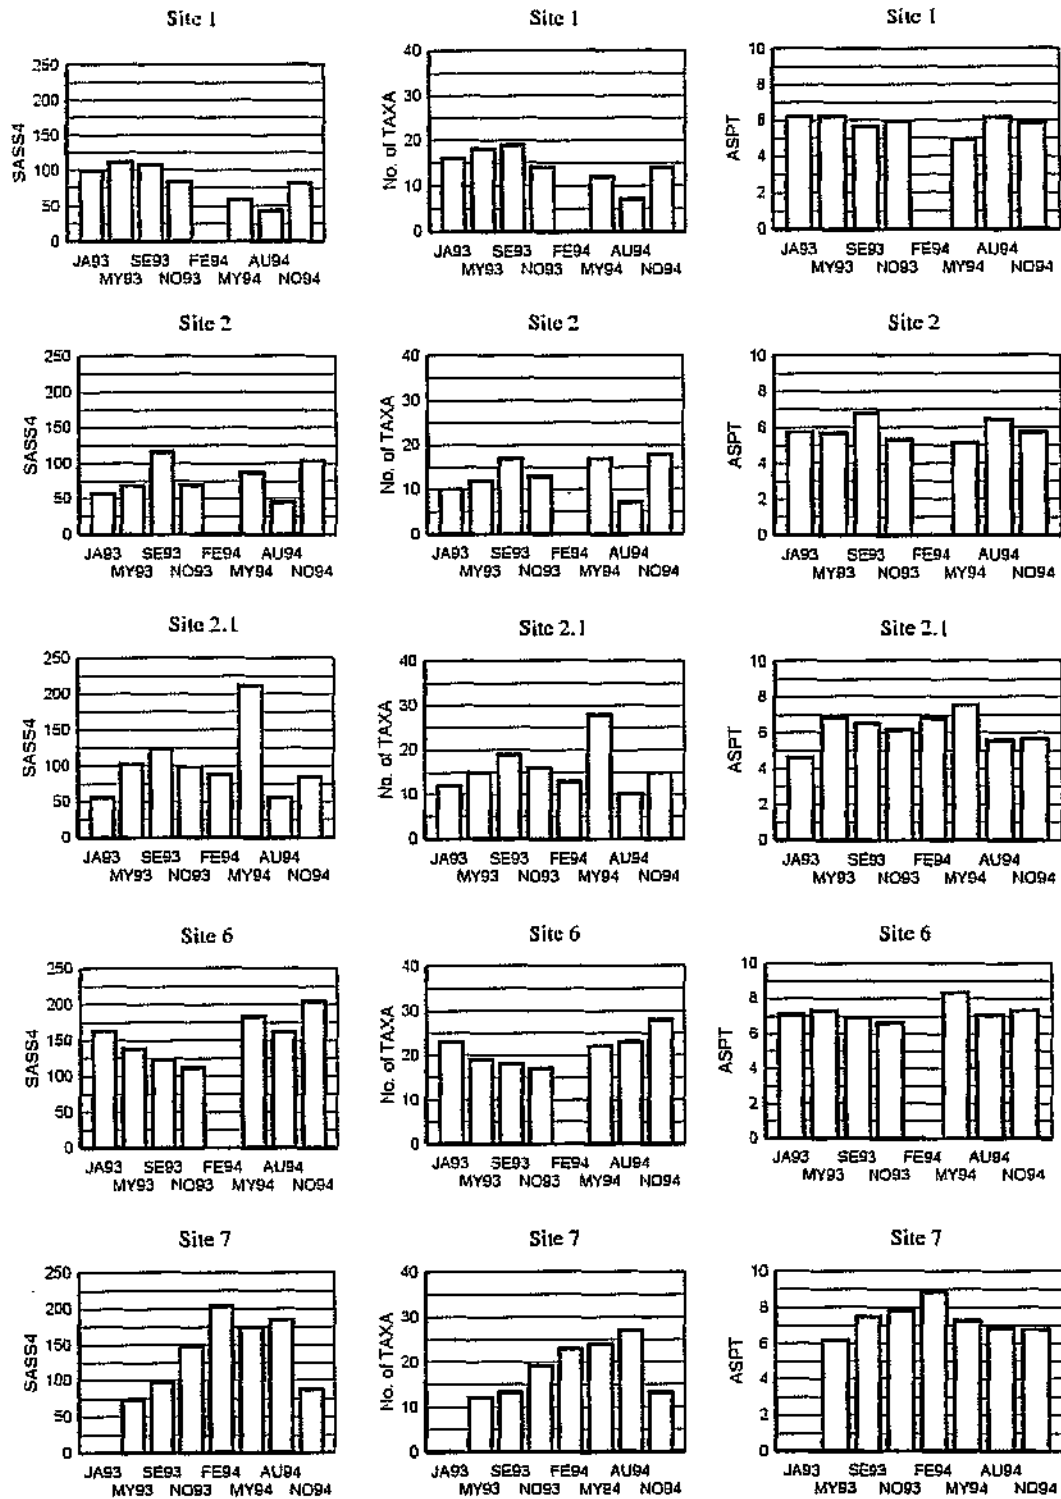 Site 1 Site 1 Site 1
SASS4
250
200
150
100
50
0
JA93 SE93 FE94 AU94
MY93 NO93 MY94 NO94
No. of TAXA
40
30
20
10
0
JA93 SE93 FE94 AU94
MY93 NO93 MY94 NO94
ASPT
10
8
6
4
2
0
JA93 SE93 FE94 AU94
MY93 NO93 MY94 NO94
Site 2 Site 2 Site 2
SASS4
250
200
150
100
50
0
JA93 SE93 FE94 AU94
MY93 NO93 MY94 NO94
No. of TAXA
40
30
20
10
0
JA93 SE93 FE94 AU94
MY93 NO93 MY94 NO94
ASPT
10
8
6
4
2
0
JA93 SE93 FE94 AU94
MY93 NO93 MY94 NO94
Site 2.1 Site 2.1 Site 2.1
SASS4
250
200
150
100
50
0
JA93 SE93 FE94 AU94
MY93 NO93 MY94 NO94
No. of TAXA
40
30
20
10
0
JA93 SE93 FE94 AU94
MY93 NO93 MY94 NO94
ASPT
10
8
6
4
2
0
JA93 SE93 FE94 AU94
MY93 NO93 MY94 NO94
Site 6 Site 6 Site 6
SASS4
250
200
150
100
50
0
JA93 SE93 FE94 AU94
MY93 NO93 MY94 NO94
No. of TAXA
40
30
20
10
0
JA93 SE93 FE94 AU94
MY93 NO93 MY94 NO94
ASPT
10
8
6
4
2
0
JA93 SE93 FE94 AU94
MY93 NO93 MY94 NO94
Site 7 Site 7 Site 7
SASS4
250
200
150
100
50
0
JA93 SE93 FE94 AU94
MY93 NO93 MY94 NO94
No. of TAXA
40
30
20
10
0
JA93 SE93 FE94 AU94
MY93 NO93 MY94 NO94
ASPT
10
8
6
4
2
0
JA93 SE93 FE94 AU94
MY93 NO93 MY94 NO94